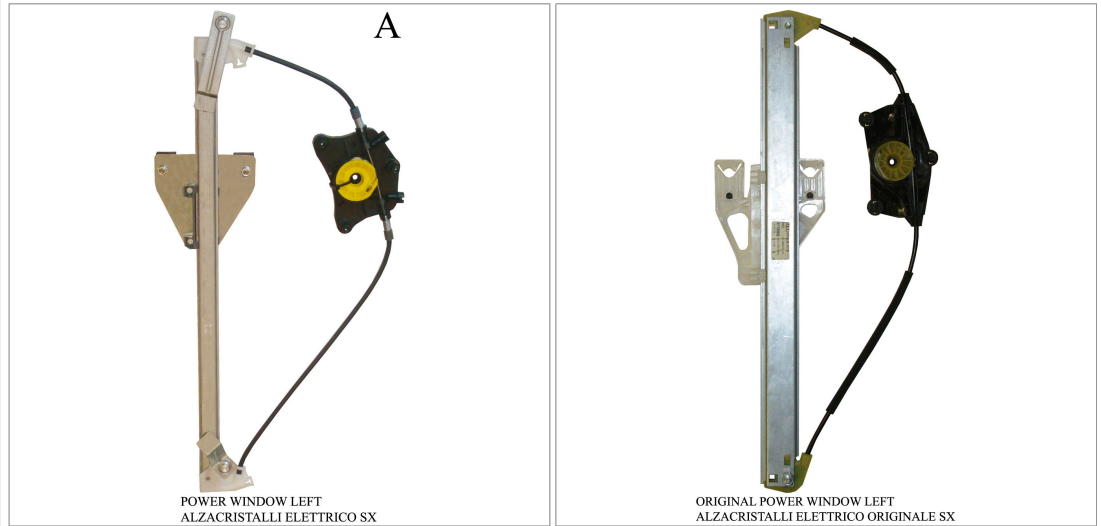 A
POWER WINDOW LEFT
ALZACRISTALLI ELETTRICO SX
ORIGINAL POWER WINDOW LEFT
ALZACRISTALLI ELETTRICO ORIGINALE SX